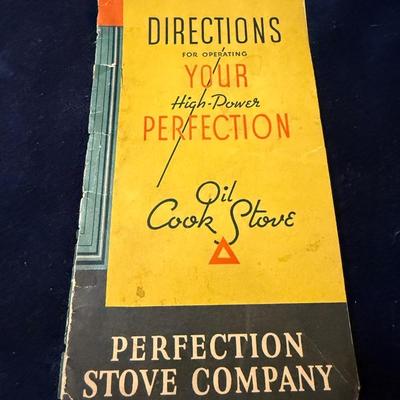 DIRECTIONS
FOR OPERATING
YOUR
High-Power
PERFECTION
Oil
Cook Stove
PERFECTION
STOVE COMPANY